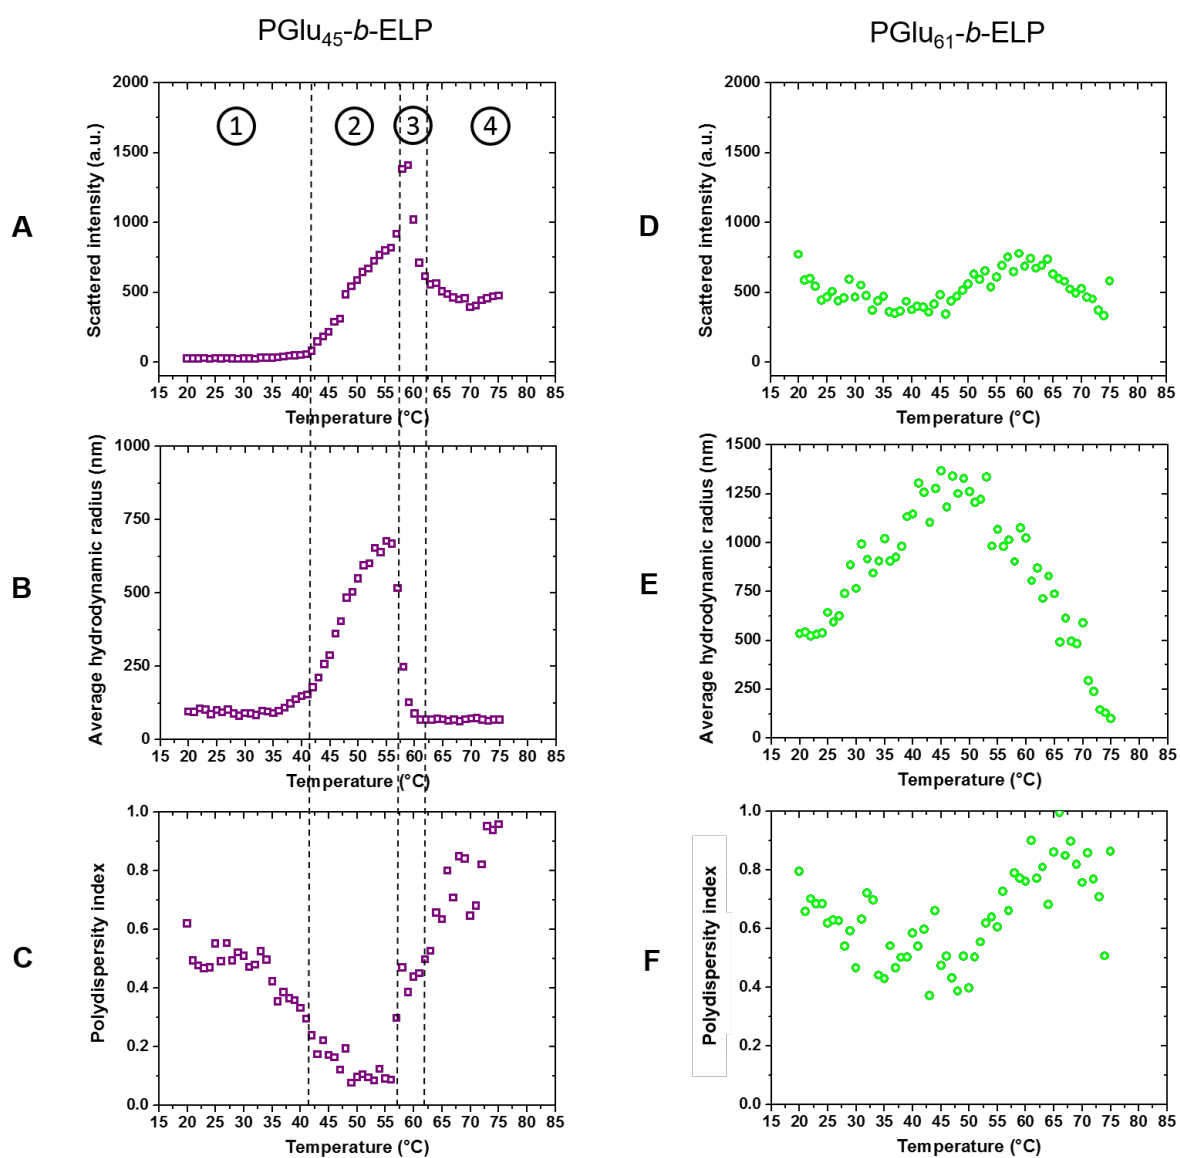 PGlu45-b-ELP
PGlu61-b-ELP
A
Scattered intensity (a.u.)
2000
1500
1000
500
0
1
2
3
4
15 20 25 30 35 40 45 50 55 60 65 70 75 80 85
Temperature (°C)
D
Scattered intensity (a.u.)
2000
1500
1000
500
0
15 20 25 30 35 40 45 50 55 60 65 70 75 80 85
Temperature (°C)
B
Average hydrodynamic radius (nm)
1000
750
500
250
0
15 20 25 30 35 40 45 50 55 60 65 70 75 80 85
Temperature (°C)
E
Average hydrodynamic radius (nm)
1500
1250
1000
750
500
250
0
15 20 25 30 35 40 45 50 55 60 65 70 75 80 85
Temperature (°C)
C
Polydispersity index
1.0
0.8
0.6
0.4
0.2
0.0
15 20 25 30 35 40 45 50 55 60 65 70 75 80 85
Temperature (°C)
F
Polydispersity index
1.0
0.8
0.6
0.4
0.2
0.0
15 20 25 30 35 40 45 50 55 60 65 70 75 80 85
Temperature (°C)